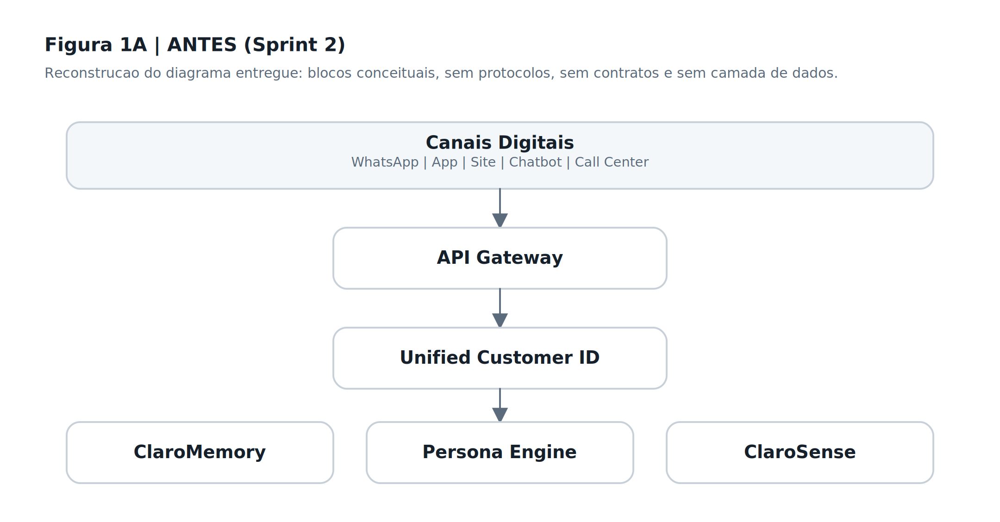 Figura 1A | ANTES (Sprint 2)
Reconstrucao do diagrama entregue: blocos conceituais, sem protocolos, sem contratos e sem camada de dados.
Canais Digitais
WhatsApp | App | Site | Chatbot | Call Center
API Gateway
Unified Customer ID
ClaroMemory
Persona Engine
ClaroSense